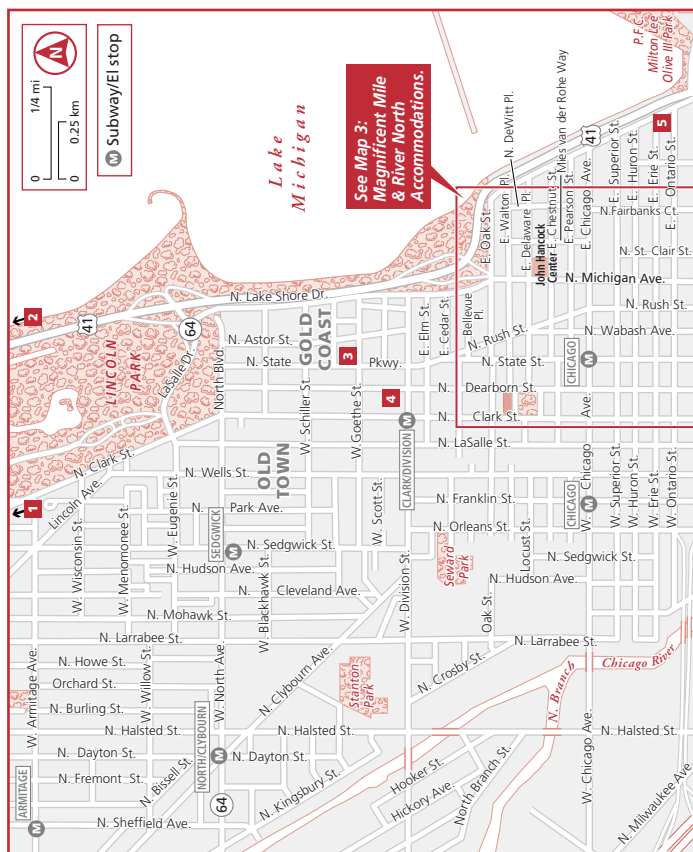 0
1/4 mi
0
0.25 km
N
M Subway/El stop
Lake
Michigan
See Map 3:
Magnificent Mile
& River North
Accommodations.
P.F.C.
Milton Lee
Olive III Park
1
2
3
4
5
41
64
LINCOLN
PARK
LaSalle Dr.
North Blvd.
N. Lake Shore Dr.
N. Astor St.
N. State
Pkwy.
GOLD
COAST
W. Schiller St.
W. Goethe St.
E. Elm St.
E. Cedar St.
Bellevue
Pl.
E. Oak St.
E. Walton Pl.
N. DeWitt Pl.
E. Delaware Pl.
John Hancock
Center
E. Chestnut St.
Mies van der Rohe Way
E. Pearson St.
E. Chicago Ave.
41
E. Superior St.
E. Huron St.
E. Erie St.
E. Ontario St.
N.Fairbanks Ct.
N. St. Clair St.
N. Michigan Ave.
N. Rush St.
N. Rush St.
N. Wabash Ave.
N. State St.
CHICAGO
M
N. Dearborn St.
N. Clark St.
Ave.
N. LaSalle St.
CLARK/DIVISION
M
N. Clark St.
Lincoln Ave.
N. Wells St.
OLD
TOWN
N. Park Ave.
W. Eugenie St.
W. Menomonee St.
W. Wisconsin St.
SEDGWICK
M
N. Sedgwick St.
N. Hudson Ave.
N. Cleveland Ave.
W. Blackhawk St.
N. Mohawk St.
N. Larrabee St.
W. Scott St.
W. Division St.
N. Franklin St.
N. Orleans St.
Seward
Park
Locust St.
Oak St.
CHICAGO
M
W. Chicago
W. Superior St.
W. Huron St.
W. Erie St.
W. Ontario St.
N. Sedgwick St.
N. Hudson Ave.
N. Larrabee St.
W. Armitage Ave.
N. Howe St.
Orchard St.
N. Burling St.
W. Willow St.
W. North Ave.
N. Halsted St.
N. Dayton St.
N. Fremont St.
N. Bissell St.
N. Sheffield Ave.
ARMITAGE
M
NORTH/CLYBOURN
M
64
N. Clybourn Ave.
N. Dayton St.
N. Halsted St.
N. Kingsbury St.
Stanton
Park
N. Crosby St.
Hooker St.
Hickory Ave.
North Branch St.
N. Branch
Chicago River
W. Chicago Ave.
N. Halsted St.
N. Milwaukee Ave.